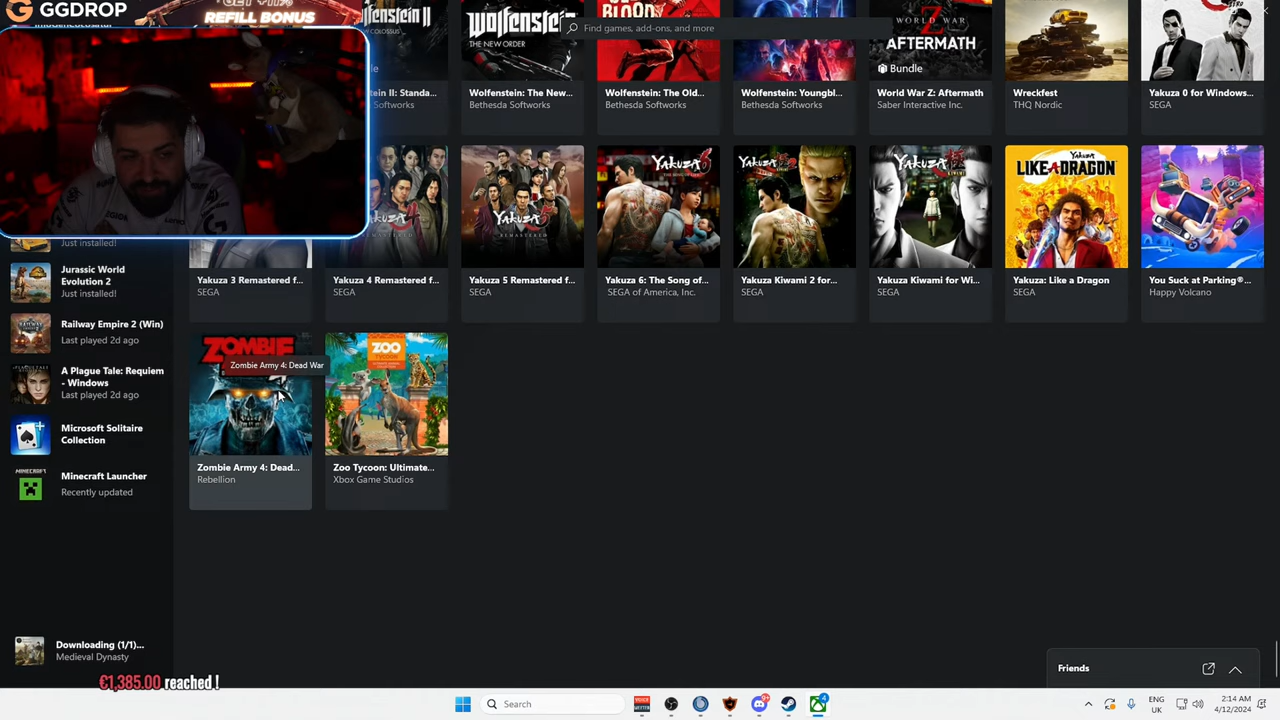 GGDROP
REFILL BONUS
Find games, add-ons, and more
Wolfenstein
THE NEW ORDER
BLOOD
WORLD WAR
AFTERMATH
Bundle
tein II: Standa...
Softworks
Wolfenstein: The New...
Bethesda Softworks
Wolfenstein: The Old...
Bethesda Softworks
Wolfenstein: Youngbl...
Bethesda Softworks
World War Z: Aftermath
Saber Interactive Inc.
Wreckfest
THQ Nordic
Yakuza 0 for Windows...
SEGA
YAKUZA
LIKE A DRAGON
Yakuza 3 Remastered f...
SEGA
Yakuza 4 Remastered f...
SEGA
Yakuza 5 Remastered f...
SEGA
Yakuza 6: The Song of...
SEGA of America, Inc.
Yakuza Kiwami 2 for...
SEGA
Yakuza Kiwami for Wi...
SEGA
Yakuza: Like a Dragon
SEGA
You Suck at Parking®...
Happy Volcano
Just installed!
Jurassic World
Evolution 2
Just installed!
Railway Empire 2 (Win)
Last played 2d ago
A Plague Tale: Requiem
- Windows
Last played 2d ago
Microsoft Solitaire
Collection
MINECRAFT
Minecraft Launcher
Recently updated
ZOMBIE
Zombie Army 4: Dead War
ZOO
Zombie Army 4: Dead...
Rebellion
Zoo Tycoon: Ultimate...
Xbox Game Studios
Downloading (1/1)...
Medieval Dynasty
€1,385.00 reached !
Friends
Search
ENG
UK
2:14 AM
4/12/2024